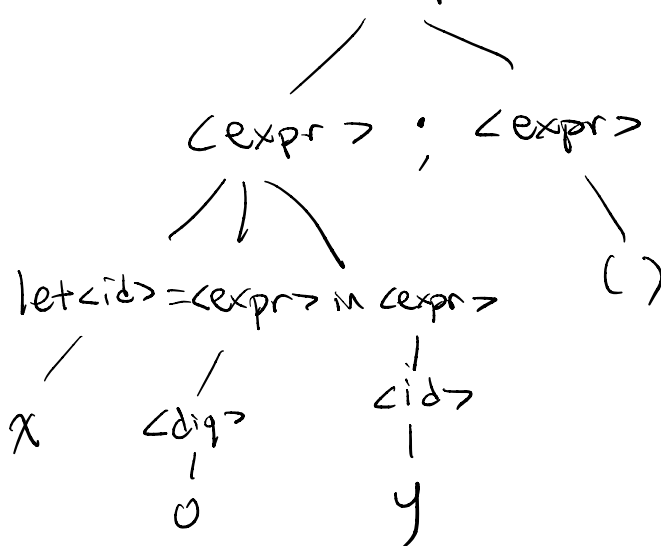 <expr> ; <expr>
let <id> = <expr> in <expr>
( )
x
<dig>
<id>
0
y